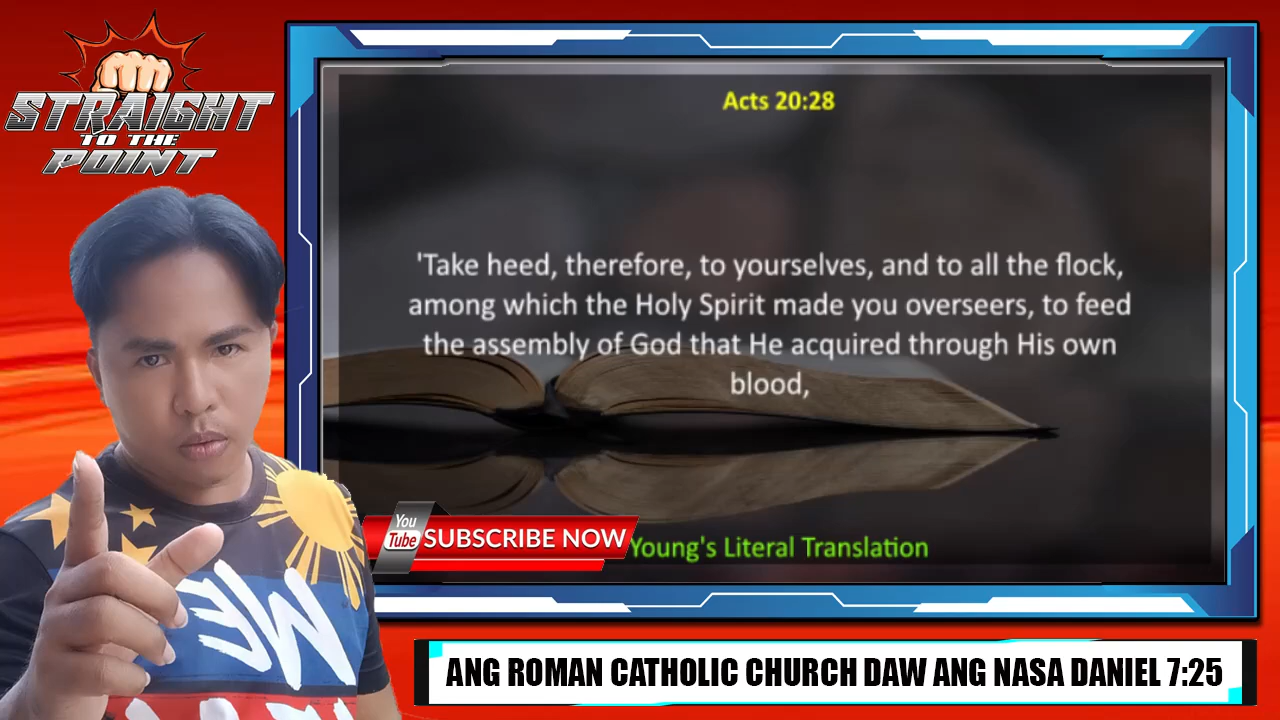 STRAIGHT
TO THE
POINT
Acts 20:28
'Take heed, therefore, to yourselves, and to all the flock,
among which the Holy Spirit made you overseers, to feed
the assembly of God that He acquired through His own
blood,
You
Tube
SUBSCRIBE NOW
Young's Literal Translation
ANG ROMAN CATHOLIC CHURCH DAW ANG NASA DANIEL 7:25